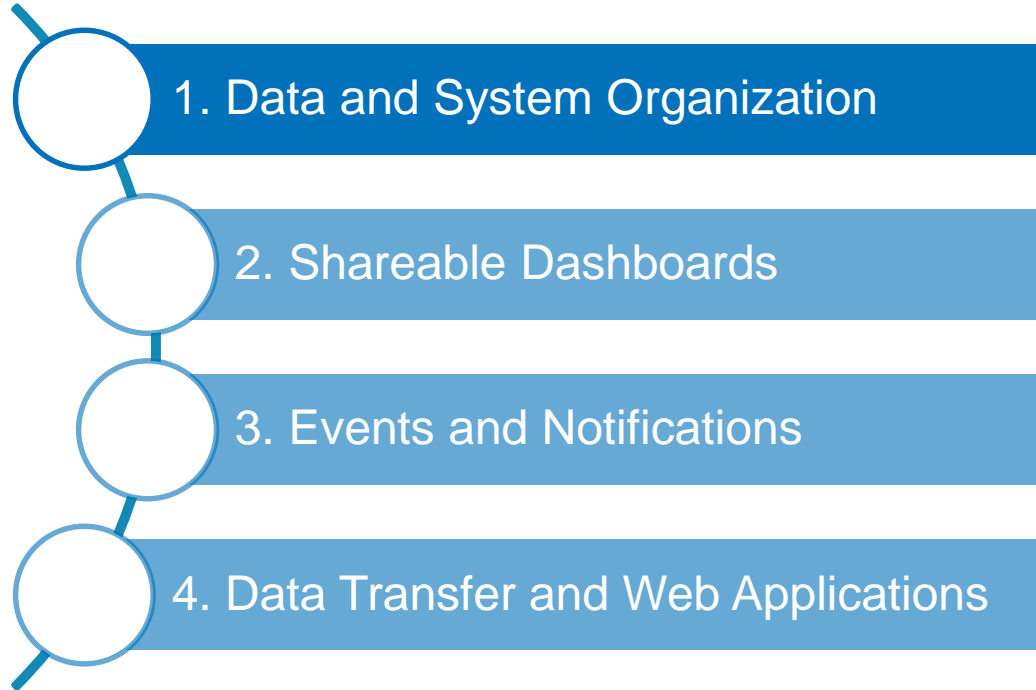 1. Data and System Organization
2. Shareable Dashboards
3. Events and Notifications
4. Data Transfer and Web Applications